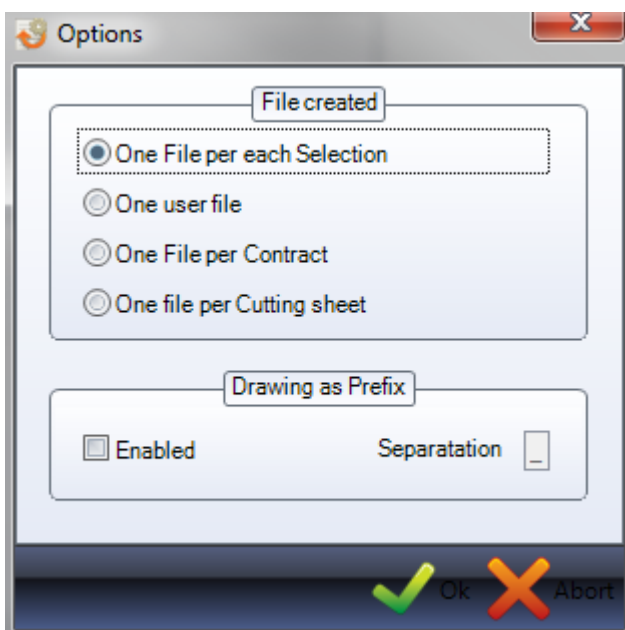 Options
File created
One File per each Selection
One user file
One File per Contract
One file per Cutting sheet
Drawing as Prefix
Enabled Separatation _
Ok Abort